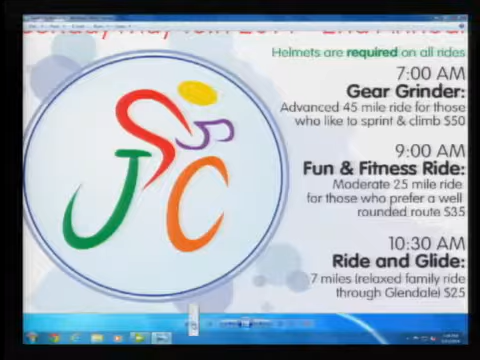 Helmets are required on all rides
7:00 AM
Gear Grinder:
Advanced 45 mile ride for those
who like to sprint & climb $50
9:00 AM
Fun & Fitness Ride:
Moderate 25 mile ride
for those who prefer a well
rounded route $35
10:30 AM
Ride and Glide:
7 miles (relaxed family ride
through Glendale) $25
JC